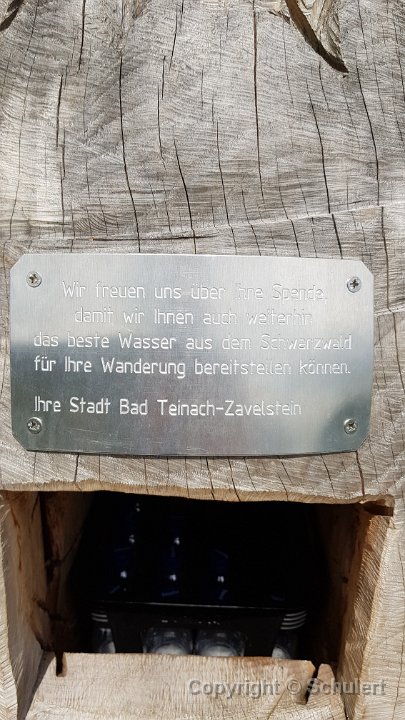 Wir freuen uns über Ihre Spende,
damit wir Ihnen auch weiterhin
das beste Wasser aus dem Schwarzwald
für Ihre Wanderung bereitstellen können.
Ihre Stadt Bad Teinach-Zavelstein
Copyright © Schulert